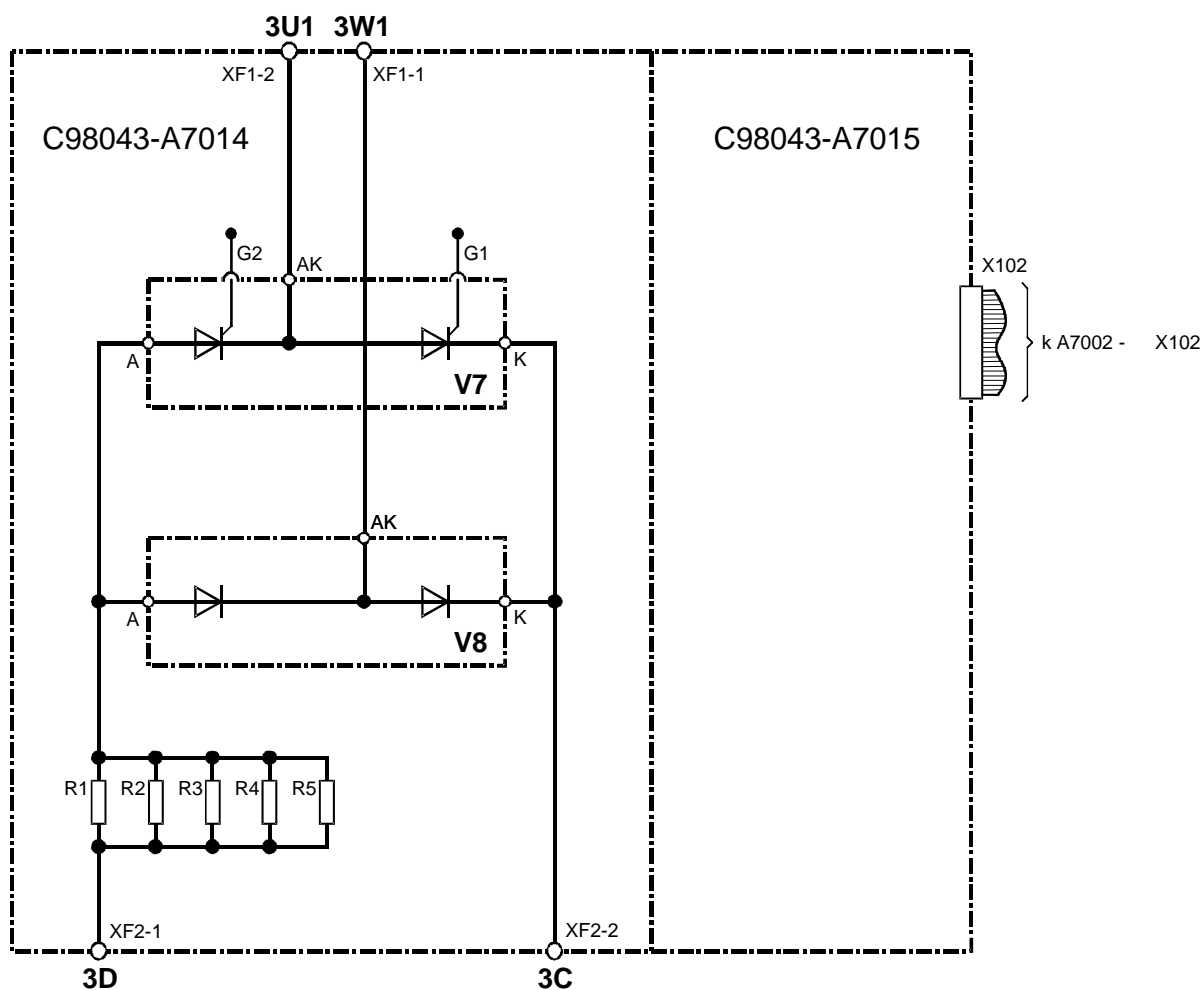 3U1 3W1
XF1-2 XF1-1
C98043-A7014 C98043-A7015
G2 G1
AK
X102
k A7002 - X102
A K
V7
AK
A K
V8
R1 R2 R3 R4 R5
XF2-1 XF2-2
3D 3C